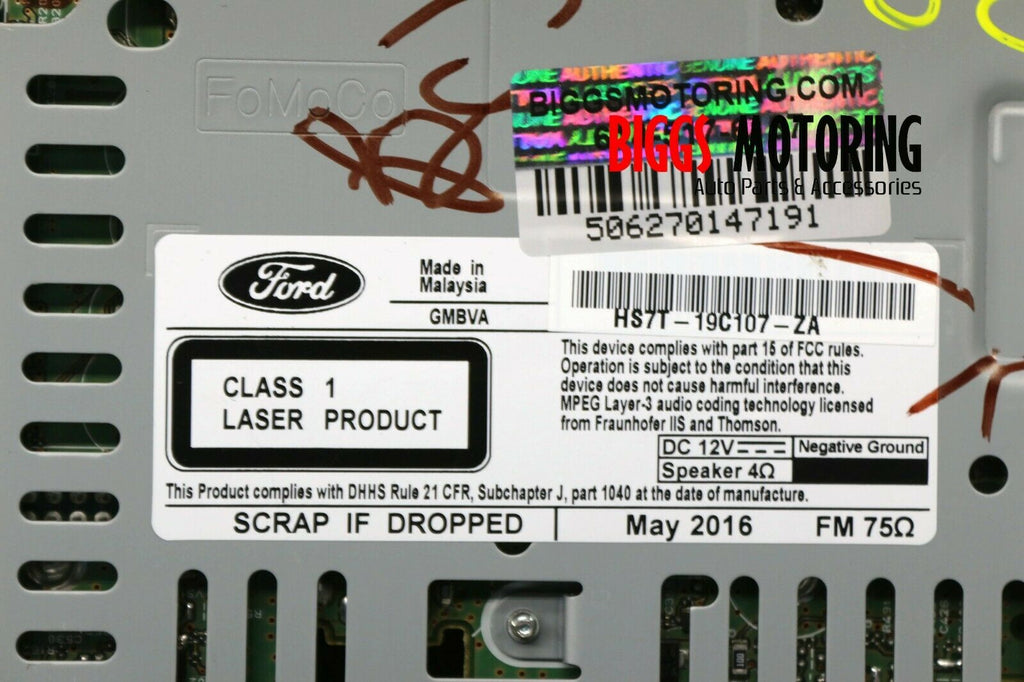 FoMoCo
GENUINE AUTHENTIC GENUINE AUTHENTIC
BIGGSMOTORING.COM
BIGGS MOTORING
Auto Parts & Accessories
506270147191
Ford
Made in
Malaysia
GMBVA
HS7T-19C107-ZA
CLASS 1
LASER PRODUCT
This device complies with part 15 of FCC rules.
Operation is subject to the condition that this
device does not cause harmful interference.
MPEG Layer-3 audio coding technology licensed
from Fraunhofer IIS and Thomson.
DC 12V Negative Ground
Speaker 4Ω
This Product complies with DHHS Rule 21 CFR, Subchapter J, part 1040 at the date of manufacture.
SCRAP IF DROPPED May 2016 FM 75Ω